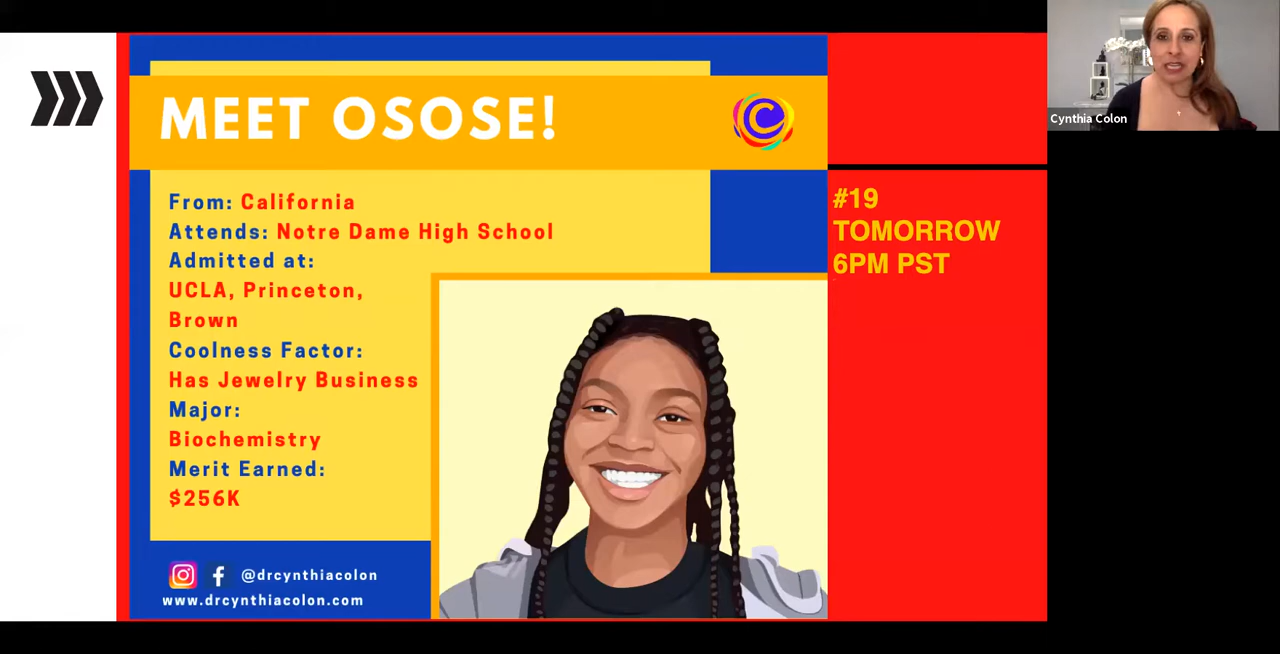 MEET OSOSE!
C
From: California
Attends: Notre Dame High School
Admitted at:
UCLA, Princeton,
Brown
Coolness Factor:
Has Jewelry Business
Major:
Biochemistry
Merit Earned:
$256K
@drcynthiacolon
www.drcynthiacolon.com
#19
TOMORROW
6PM PST
Cynthia Colon